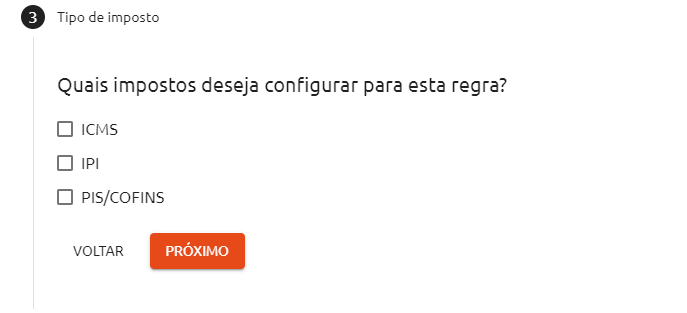 3 Tipo de imposto
Quais impostos deseja configurar para esta regra?
ICMS
IPI
PIS/COFINS
VOLTAR PRÓXIMO